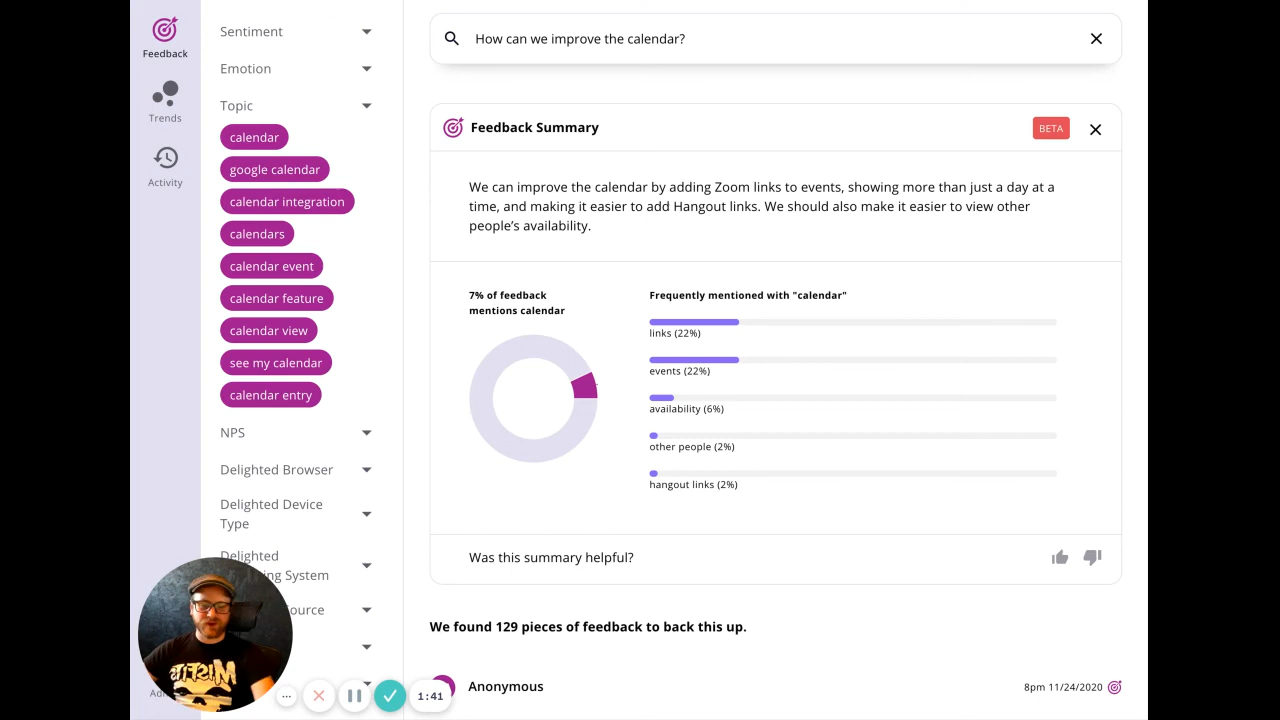 Feedback
Trends
Activity
Sentiment
Emotion
Topic
calendar
google calendar
calendar integration
calendars
calendar event
calendar feature
calendar view
see my calendar
calendar entry
NPS
Delighted Browser
Delighted Device
Type
Delighted
ng System
ource
Ad
MISFITS
1:41
How can we improve the calendar?
Feedback Summary
BETA
We can improve the calendar by adding Zoom links to events, showing more than just a day at a
time, and making it easier to add Hangout links. We should also make it easier to view other
people’s availability.
7% of feedback
mentions calendar
Frequently mentioned with "calendar"
links (22%)
events (22%)
availability (6%)
other people (2%)
hangout links (2%)
Was this summary helpful?
We found 129 pieces of feedback to back this up.
Anonymous
8pm 11/24/2020